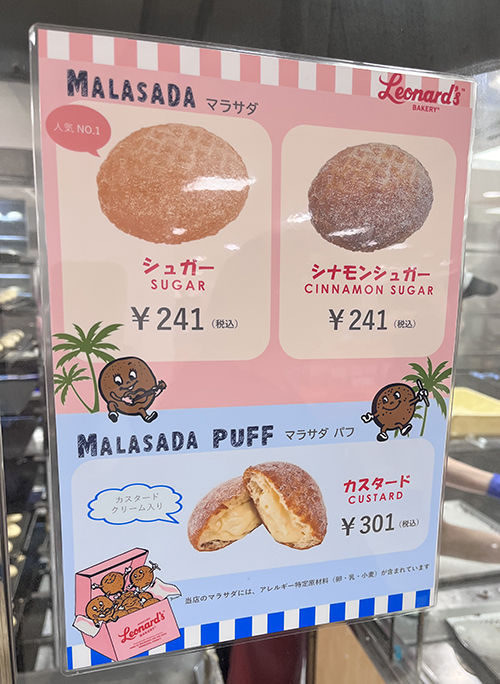 MALASADA マラサダ
Leonard's
BAKERY
人気 NO.1
シュガー
SUGAR
¥241(税込)
シナモンシュガー
CINNAMON SUGAR
¥241(税込)
MALASADA PUFF マラサダ パフ
カスタード
クリーム入り
カスタード
CUSTARD
¥301(税込)
Leonard's
BAKERY
当店のマラサダには、アレルギー特定原材料（卵・乳・小麦）が含まれています